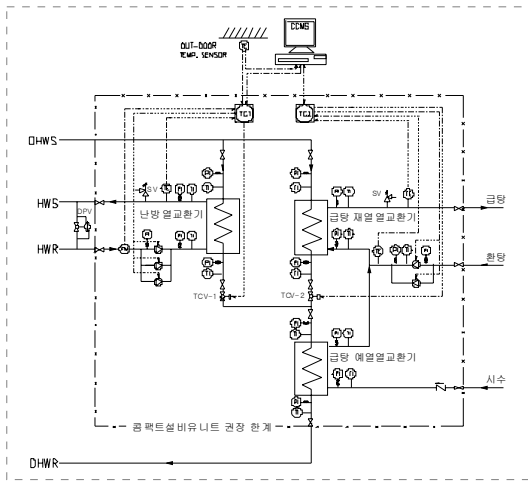 CCMS
OUT-DOOR
TEMP. SENSOR
TC
TC1
TC2
DHWS
SV
SV
HWS
급탕
난방 열교환기
급탕 재열교환기
DPV
HWR
환탕
TCV-1
TCV-2
급탕 예열열교환기
시수
콤팩트설비유니트 권장 한계
DHWR